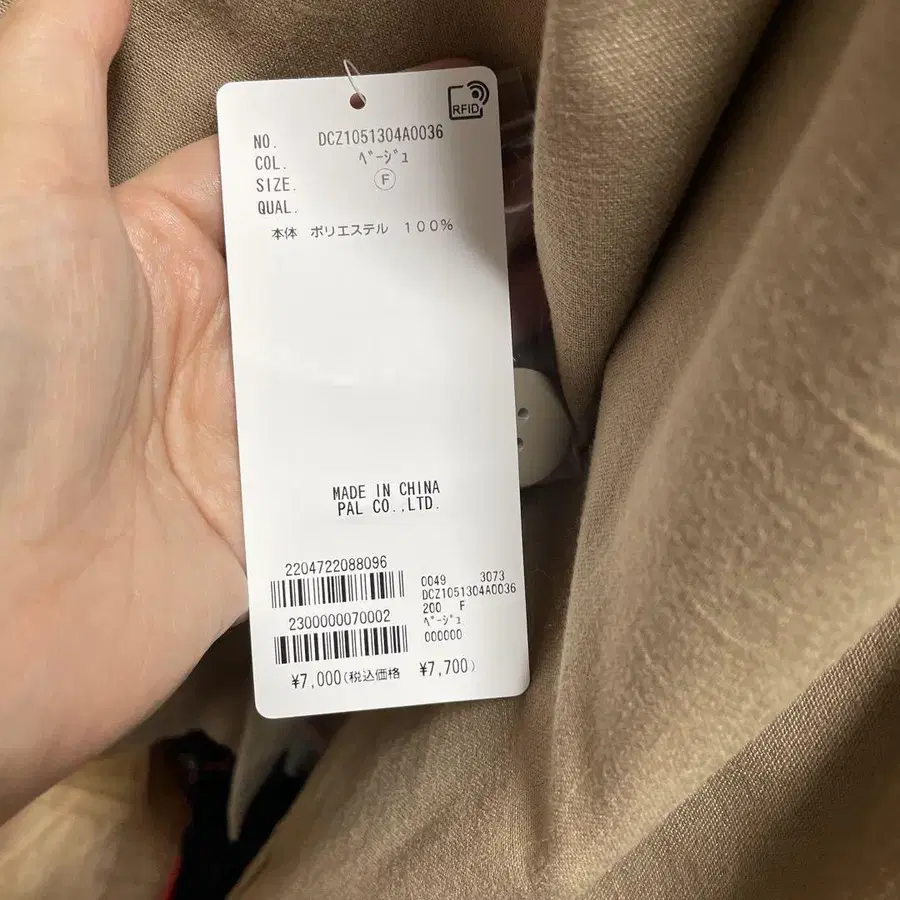 RFID
NO. DCZ1051304A0036
COL. ﾍﾞｰｼﾞｭ
SIZE. F
QUAL.
本体 ポリエステル 100%
MADE IN CHINA
PAL CO.,LTD.
2204722088096
2300000070002
0049 3073
DCZ1051304A0036
200 F
ﾍﾞｰｼﾞｭ
000000
¥7,000(税込価格 ¥7,700)